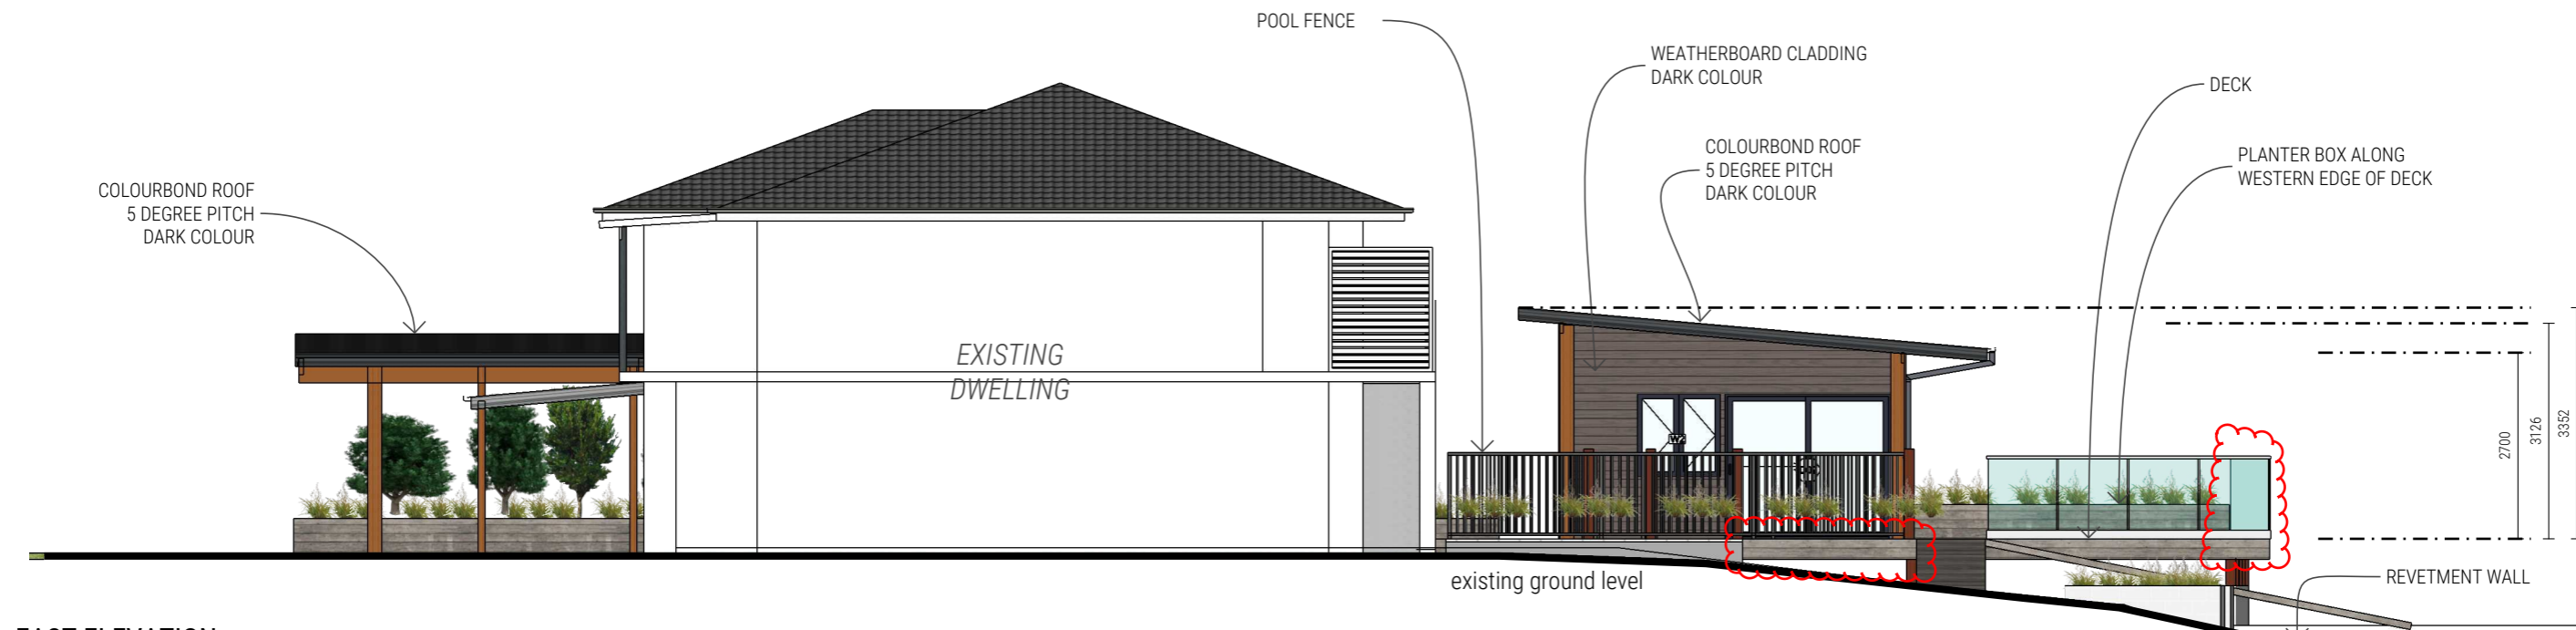 POOL FENCE
WEATHERBOARD CLADDING
DARK COLOUR
DECK
COLOURBOND ROOF
5 DEGREE PITCH
DARK COLOUR
PLANTER BOX ALONG
WESTERN EDGE OF DECK
COLOURBOND ROOF
5 DEGREE PITCH
DARK COLOUR
EXISTING
DWELLING
W2
2700
3126
3352
existing ground level
REVETMENT WALL